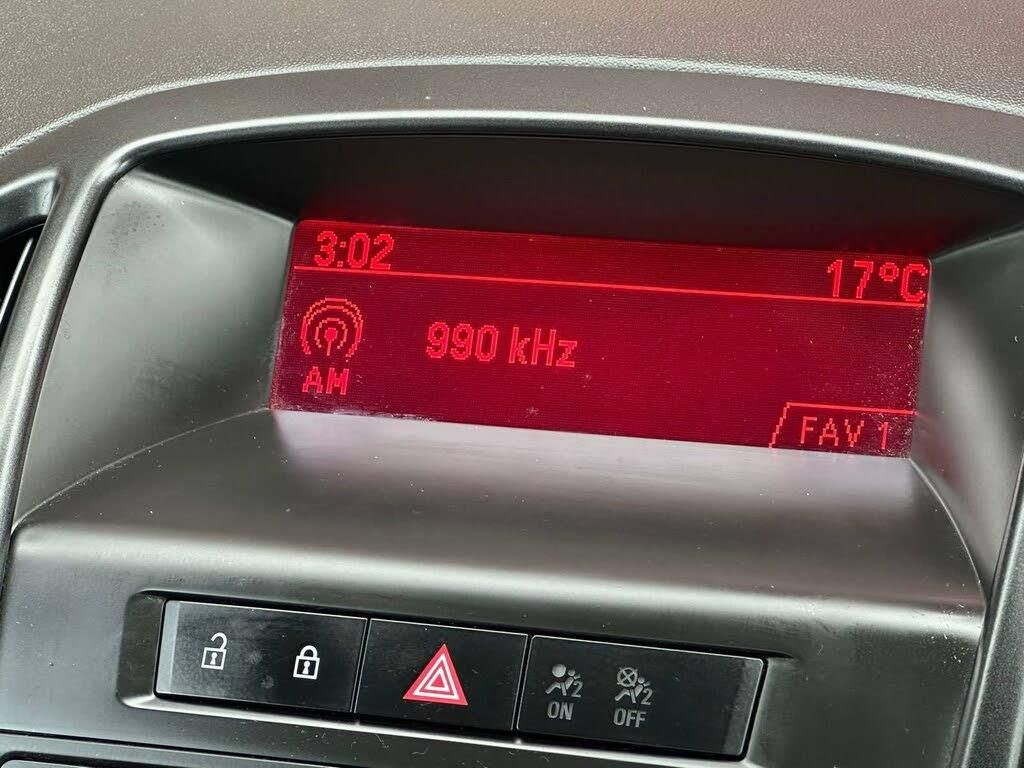 3:02 17°C
990 kHz
AM
FAV 1
2 2
ON OFF